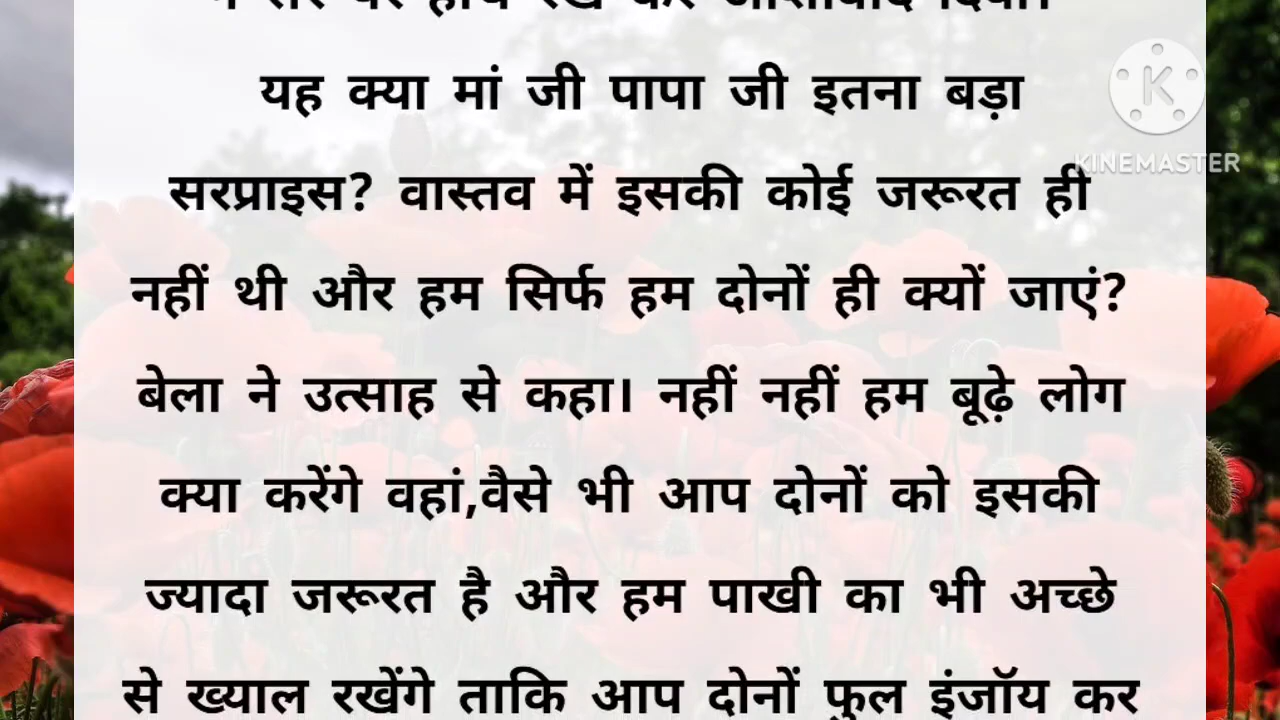 यह क्या मां जी पापा जी इतना बड़ा
सरप्राइस? वास्तव में इसकी कोई जरूरत ही
नहीं थी और हम सिर्फ हम दोनों ही क्यों जाएं?
बेला ने उत्साह से कहा। नहीं नहीं हम बूढ़े लोग
क्या करेंगे वहां,वैसे भी आप दोनों को इसकी
ज्यादा जरूरत है और हम पाखी का भी अच्छे
से ख्याल रखेंगे ताकि आप दोनों फुल इंजॉय कर
K
KINEMASTER